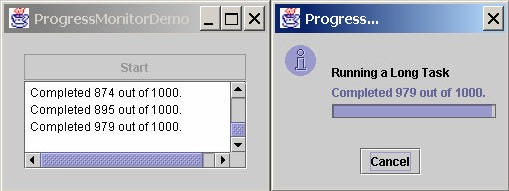 ProgressMonitorDemo
Start
Completed 874 out of 1000.
Completed 895 out of 1000.
Completed 979 out of 1000.
Progress...
Running a Long Task
Completed 979 out of 1000.
Cancel